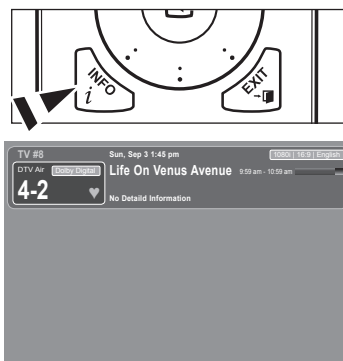 INFO
i
EXIT
TV #8
Sun, Sep 3 1:45 pm
1080i | 16:9 | English
DTV Air
Dolby Digital
Life On Venus Avenue
9:59 am - 10:59 am
4-2
No Detaild Information